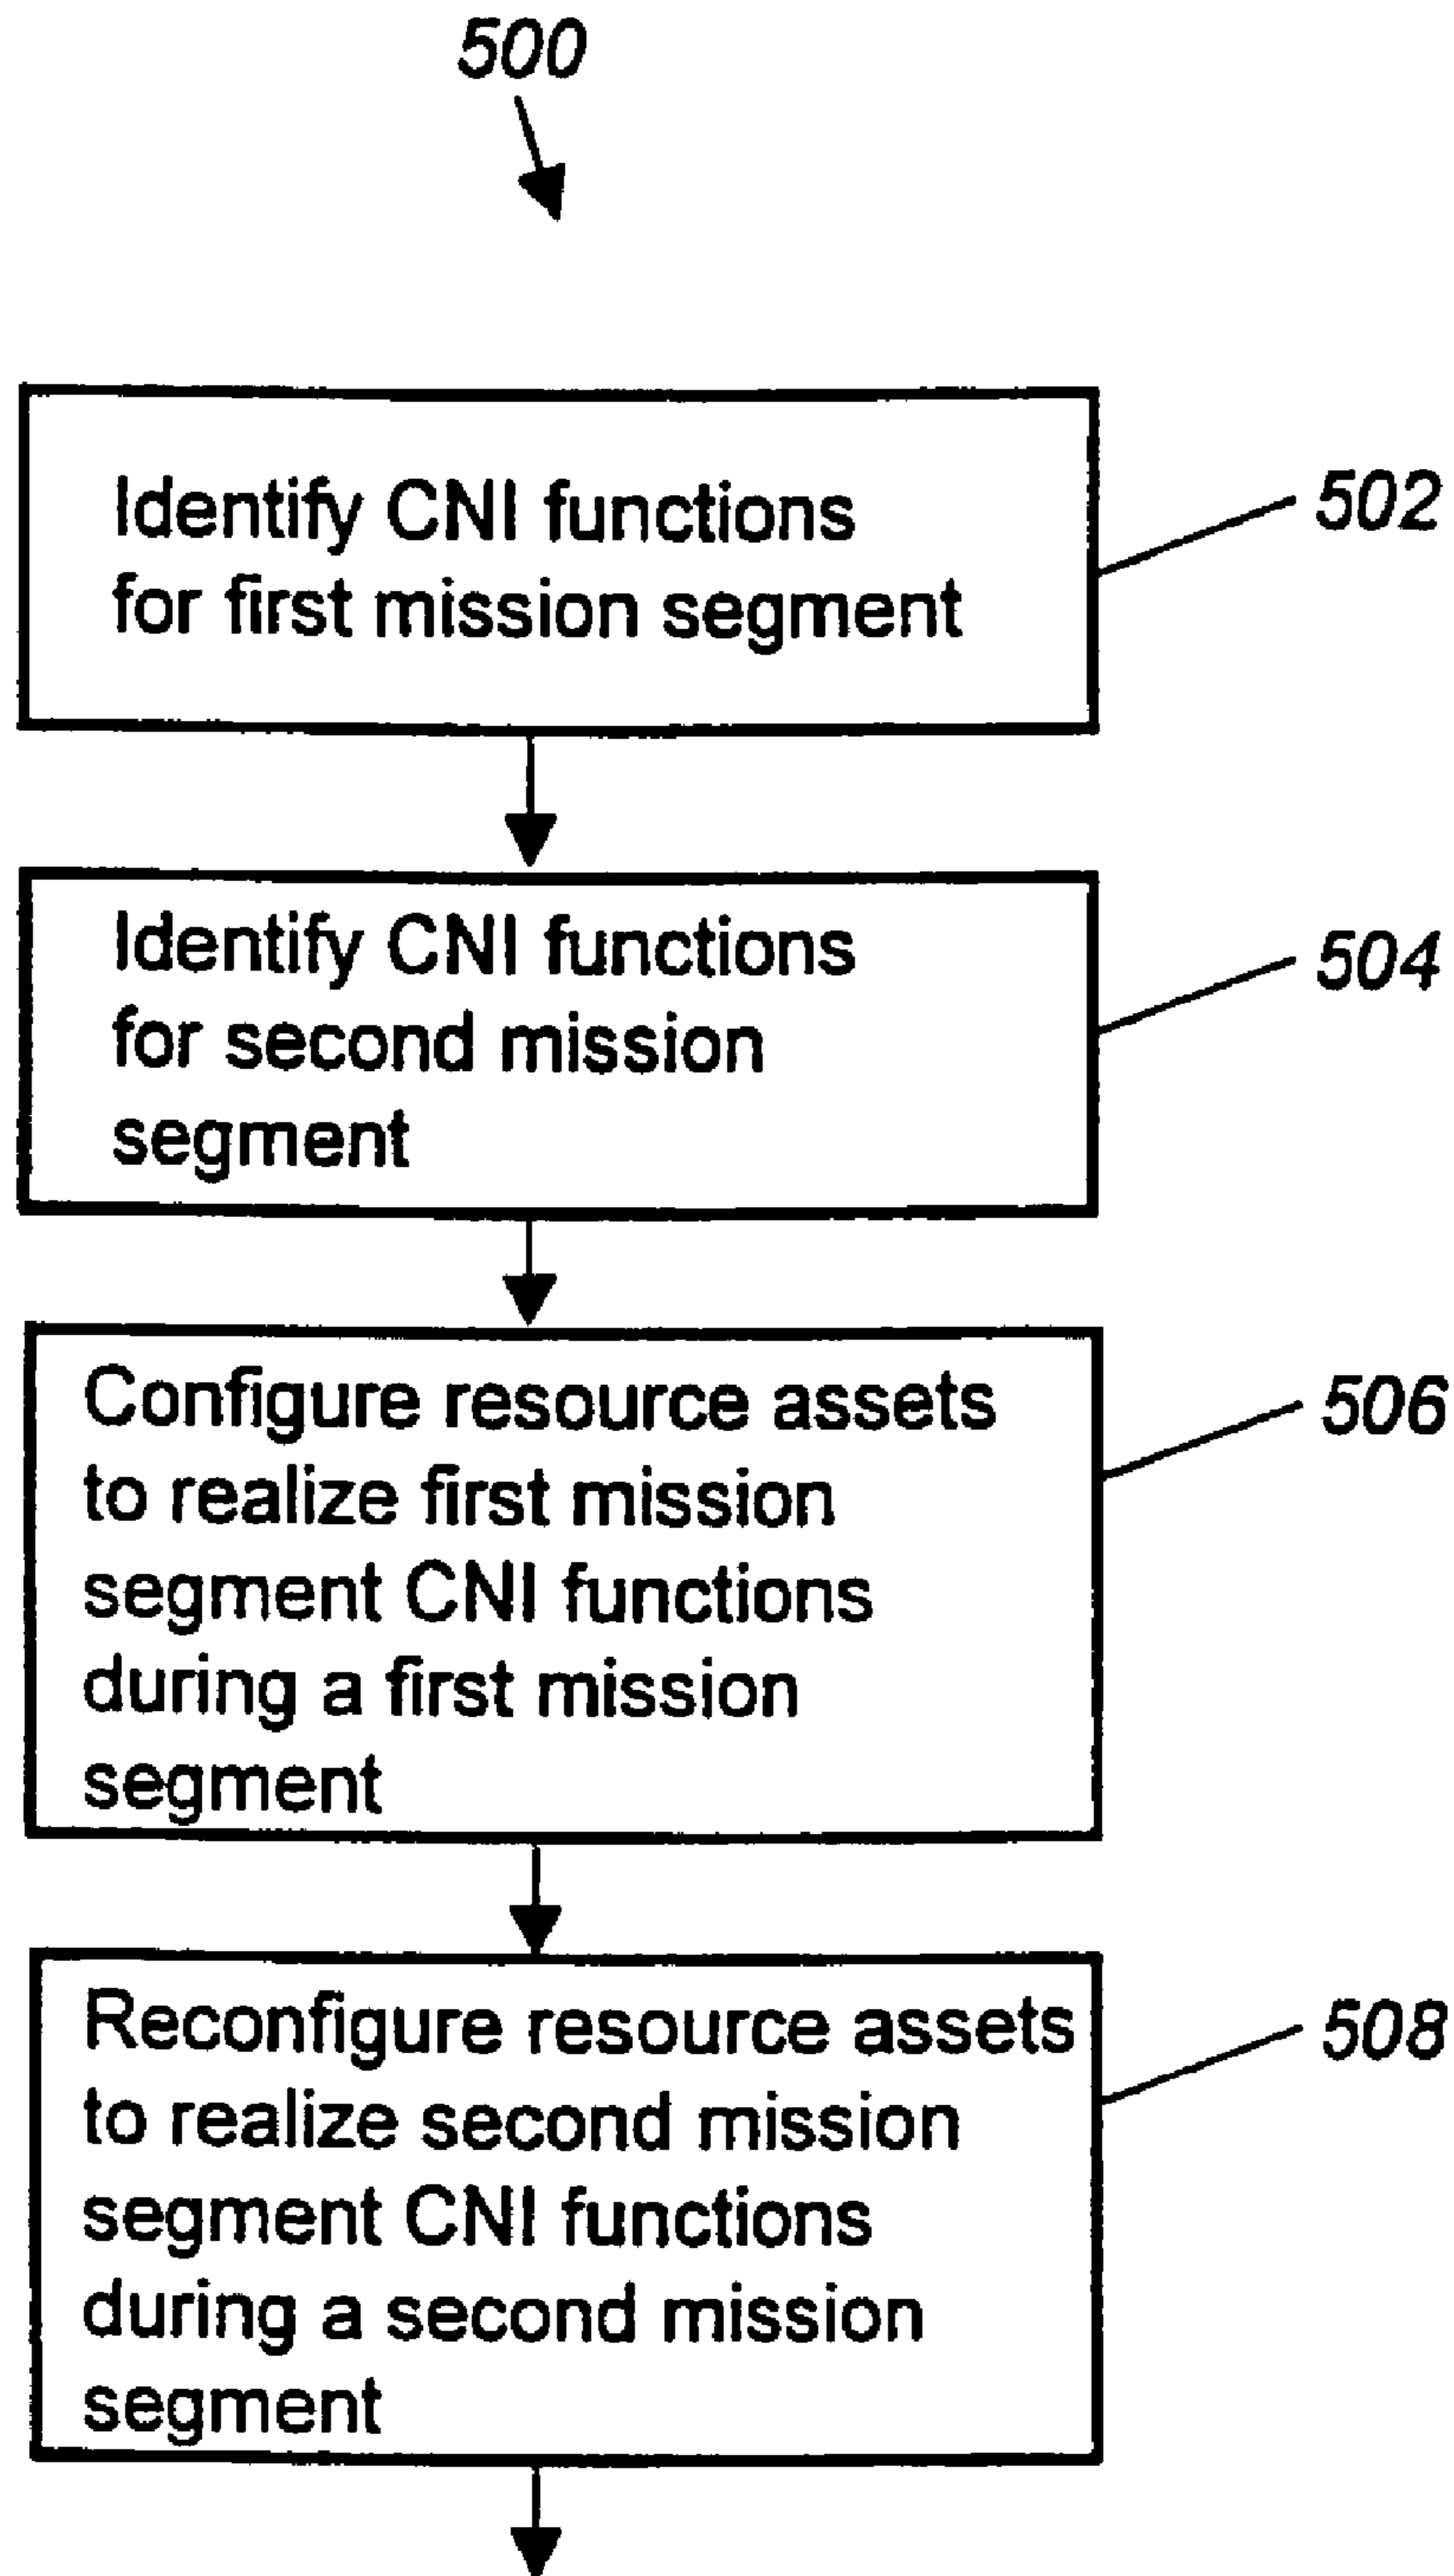 500
Identify CNI functions
for first mission segment
502
Identify CNI functions
for second mission
segment
504
Configure resource assets
to realize first mission
segment CNI functions
during a first mission
segment
506
Reconfigure resource assets
to realize second mission
segment CNI functions
during a second mission
segment
508